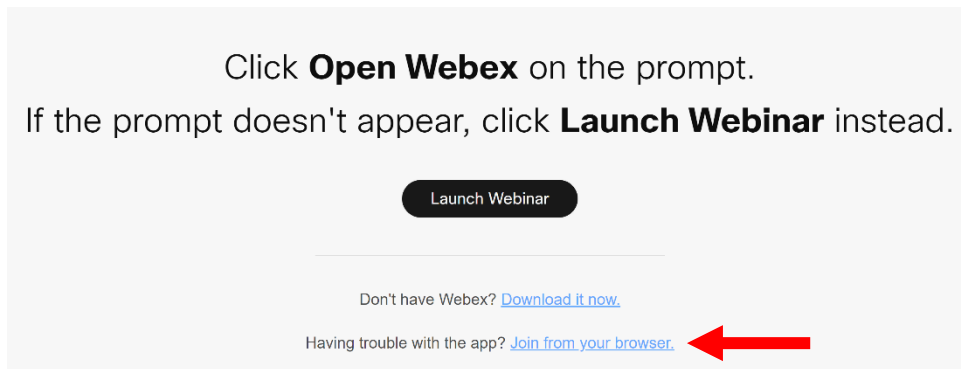 Click Open Webex on the prompt.
If the prompt doesn't appear, click Launch Webinar instead.
Launch Webinar
Don't have Webex? Download it now.
Having trouble with the app? Join from your browser.